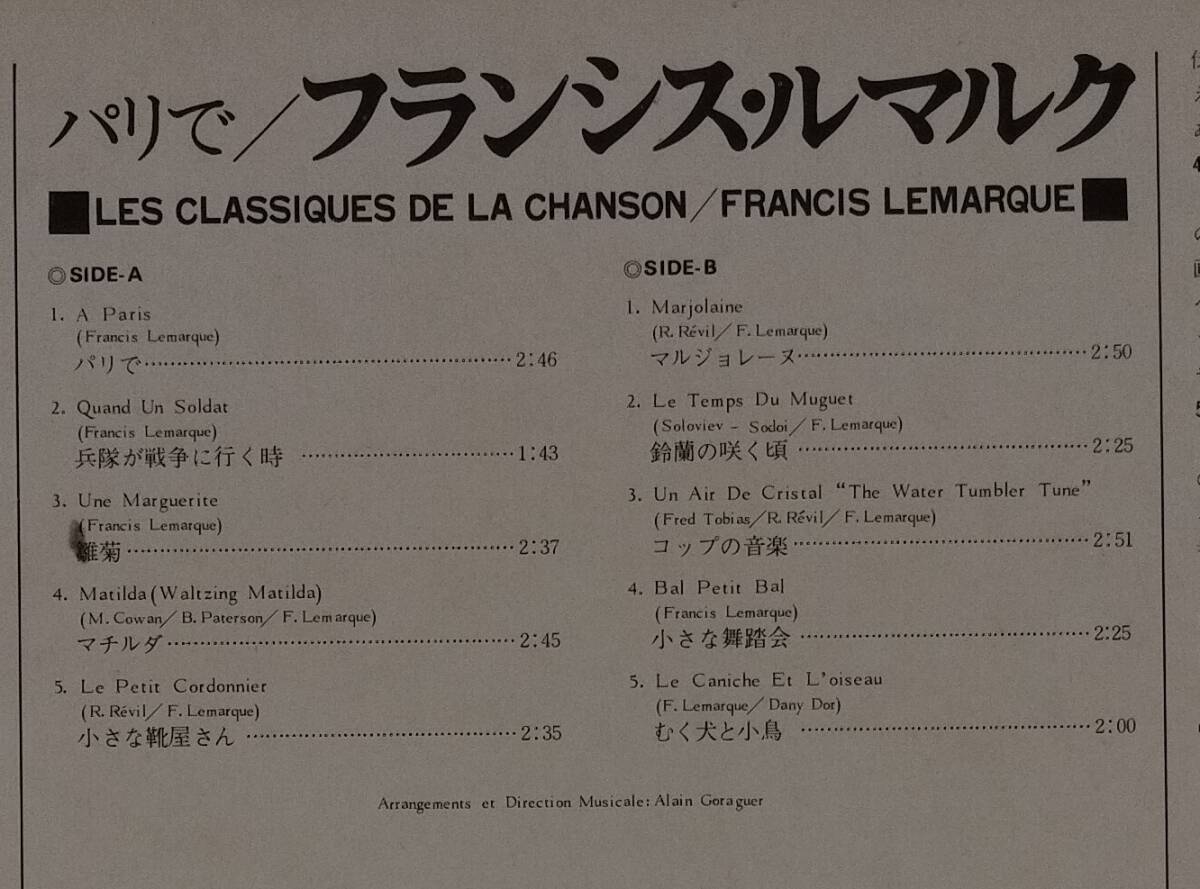 パリで/フランシス・ルマルク
■LES CLASSIQUES DE LA CHANSON/FRANCIS LEMARQUE■
◎SIDE-A
1. A Paris
(Francis Lemarque)
パリで 2:46
2. Quand Un Soldat
(Francis Lemarque)
兵隊が戦争に行く時 1:43
3. Une Marguerite
(Francis Lemarque)
雛菊 2:37
4. Matilda (Waltzing Matilda)
(M. Cowan/B. Paterson/F. Lemarque)
マチルダ 2:45
5. Le Petit Cordonnier
(R. Révil/F. Lemarque)
小さな靴屋さん 2:35
◎SIDE-B
1. Marjolaine
(R. Révil/F. Lemarque)
マルジョレーヌ 2:50
2. Le Temps Du Muguet
(Soloviev - Sodoi/F. Lemarque)
鈴蘭の咲く頃 2:25
3. Un Air De Cristal “The Water Tumbler Tune”
(Fred Tobias/R. Révil/F. Lemarque)
コップの音楽 2:51
4. Bal Petit Bal
(Francis Lemarque)
小さな舞踏会 2:25
5. Le Caniche Et L'oiseau
(F. Lemarque/Dany Dor)
むく犬と小鳥 2:00
Arrangements et Direction Musicale: Alain Goraguer